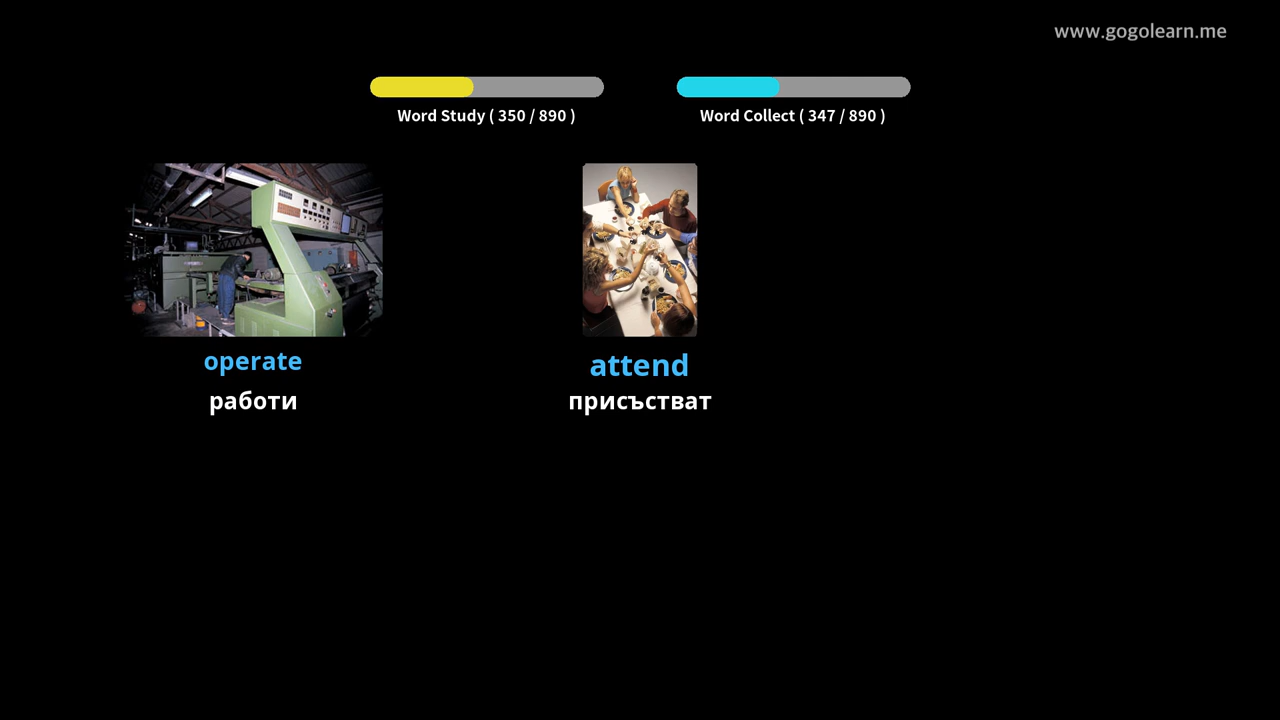 www.gogolearn.me
Word Study ( 350 / 890 )
Word Collect ( 347 / 890 )
operate
работи
attend
присъстват